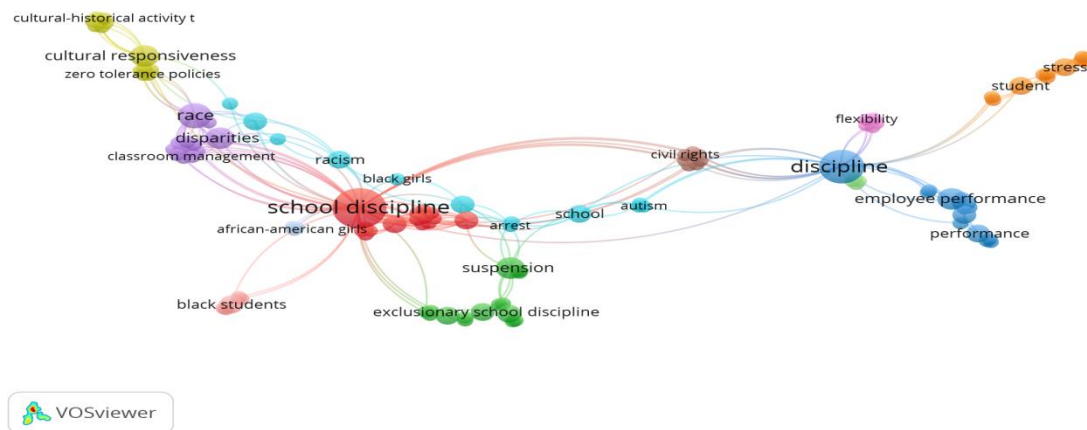 cultural-historical activity t
cultural responsiveness
zero tolerance policies
race
disparities
classroom management
racism
black girls
school discipline
african-american girls
arrest
school
autism
civil rights
suspension
black students
exclusionary school discipline
flexibility
discipline
employee performance
performance
student
stress
VOSviewer